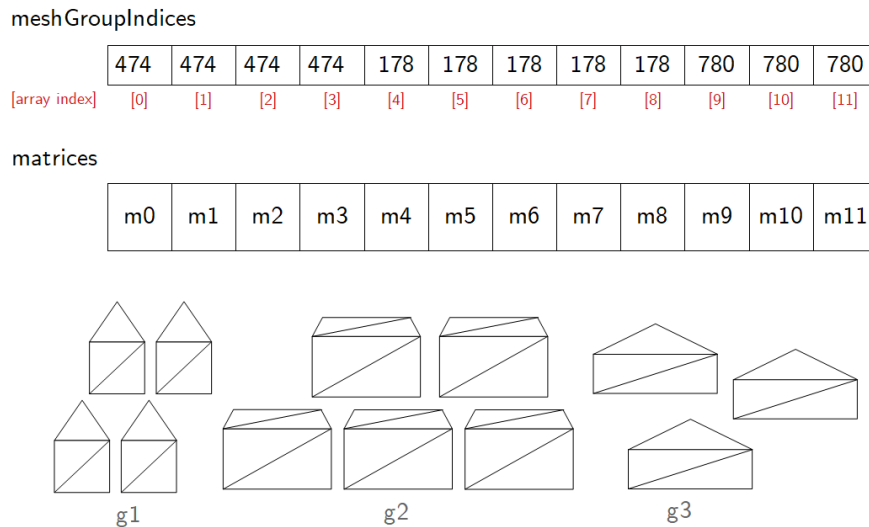 meshGroupIndices
474 474 474 474 178 178 178 178 178 780 780 780
[array index] [0] [1] [2] [3] [4] [5] [6] [7] [8] [9] [10] [11]
matrices
m0 m1 m2 m3 m4 m5 m6 m7 m8 m9 m10 m11
g1 g2 g3